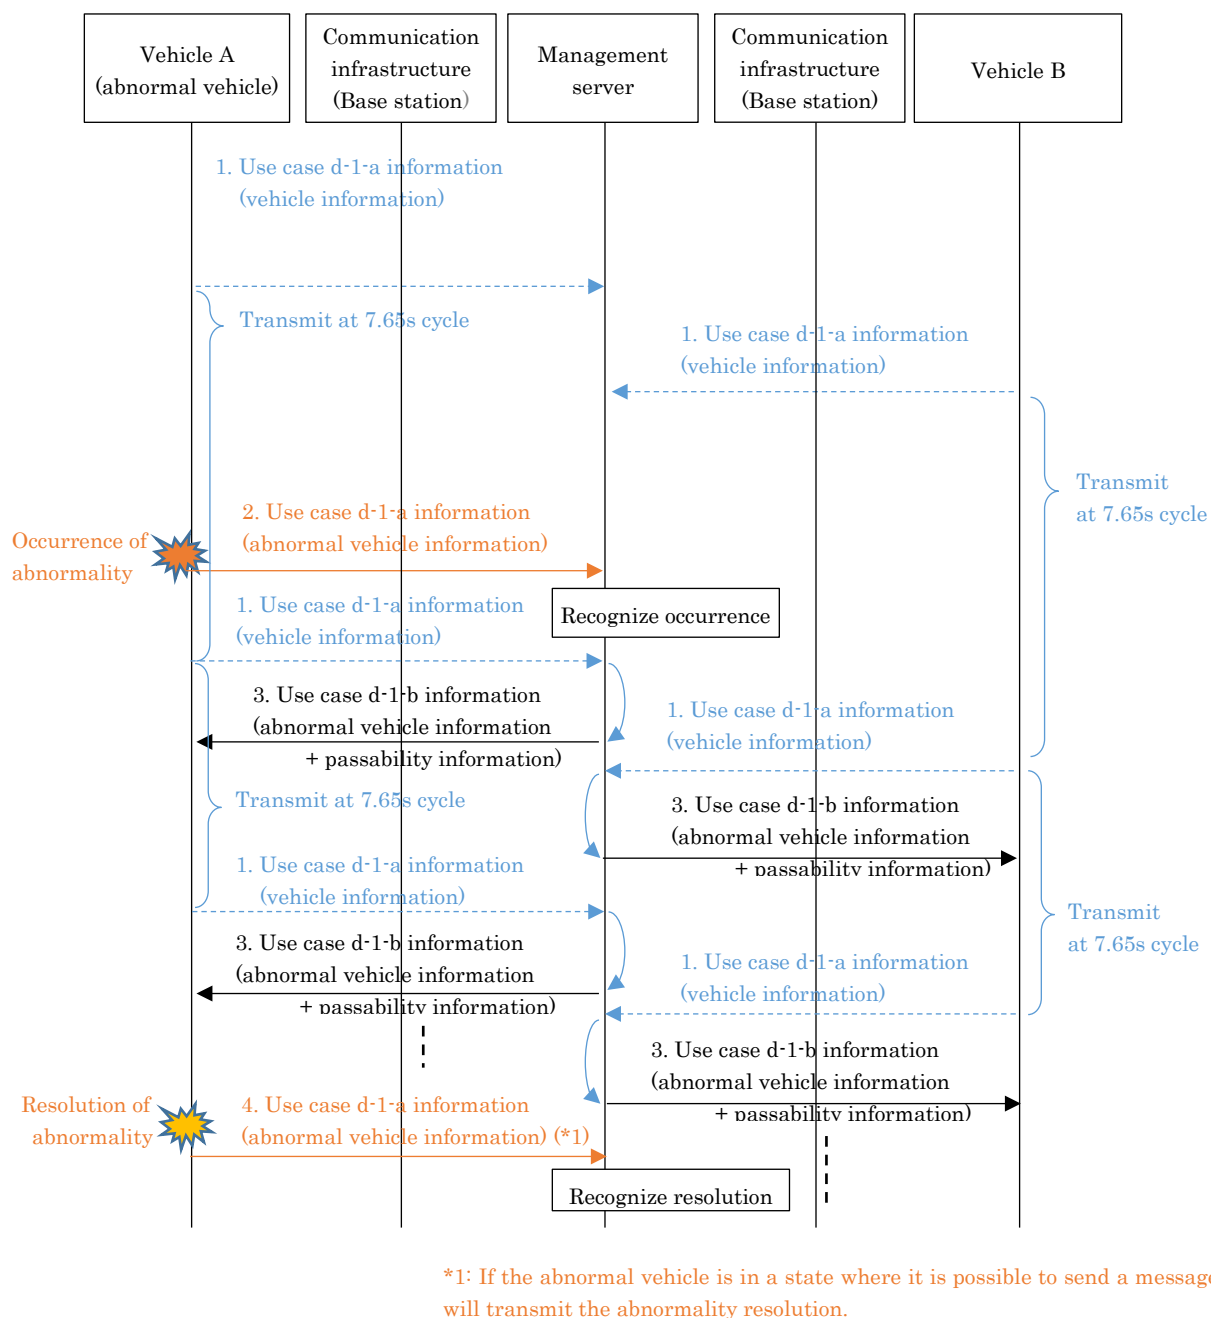 Vehicle A
(abnormal vehicle)
Communication
infrastructure
(Base station)
Management
server
Communication
infrastructure
(Base station)
Vehicle B
1. Use case d-1-a information
(vehicle information)
Transmit at 7.65s cycle
1. Use case d-1-a information
(vehicle information)
Transmit
at 7.65s cycle
2. Use case d-1-a information
(abnormal vehicle information)
Occurrence of
abnormality
Recognize occurrence
1. Use case d-1-a information
(vehicle information)
3. Use case d-1-b information
(abnormal vehicle information
+ passability information)
1. Use case d-1-a information
(vehicle information)
Transmit at 7.65s cycle
3. Use case d-1-b information
(abnormal vehicle information
+ passability information)
1. Use case d-1-a information
(vehicle information)
Transmit
at 7.65s cycle
3. Use case d-1-b information
(abnormal vehicle information
+ passability information)
1. Use case d-1-a information
(vehicle information)
3. Use case d-1-b information
(abnormal vehicle information
+ passability information)
Resolution of
abnormality
4. Use case d-1-a information
(abnormal vehicle information) (*1)
Recognize resolution
*1: If the abnormal vehicle is in a state where it is possible to send a message
will transmit the abnormality resolution.